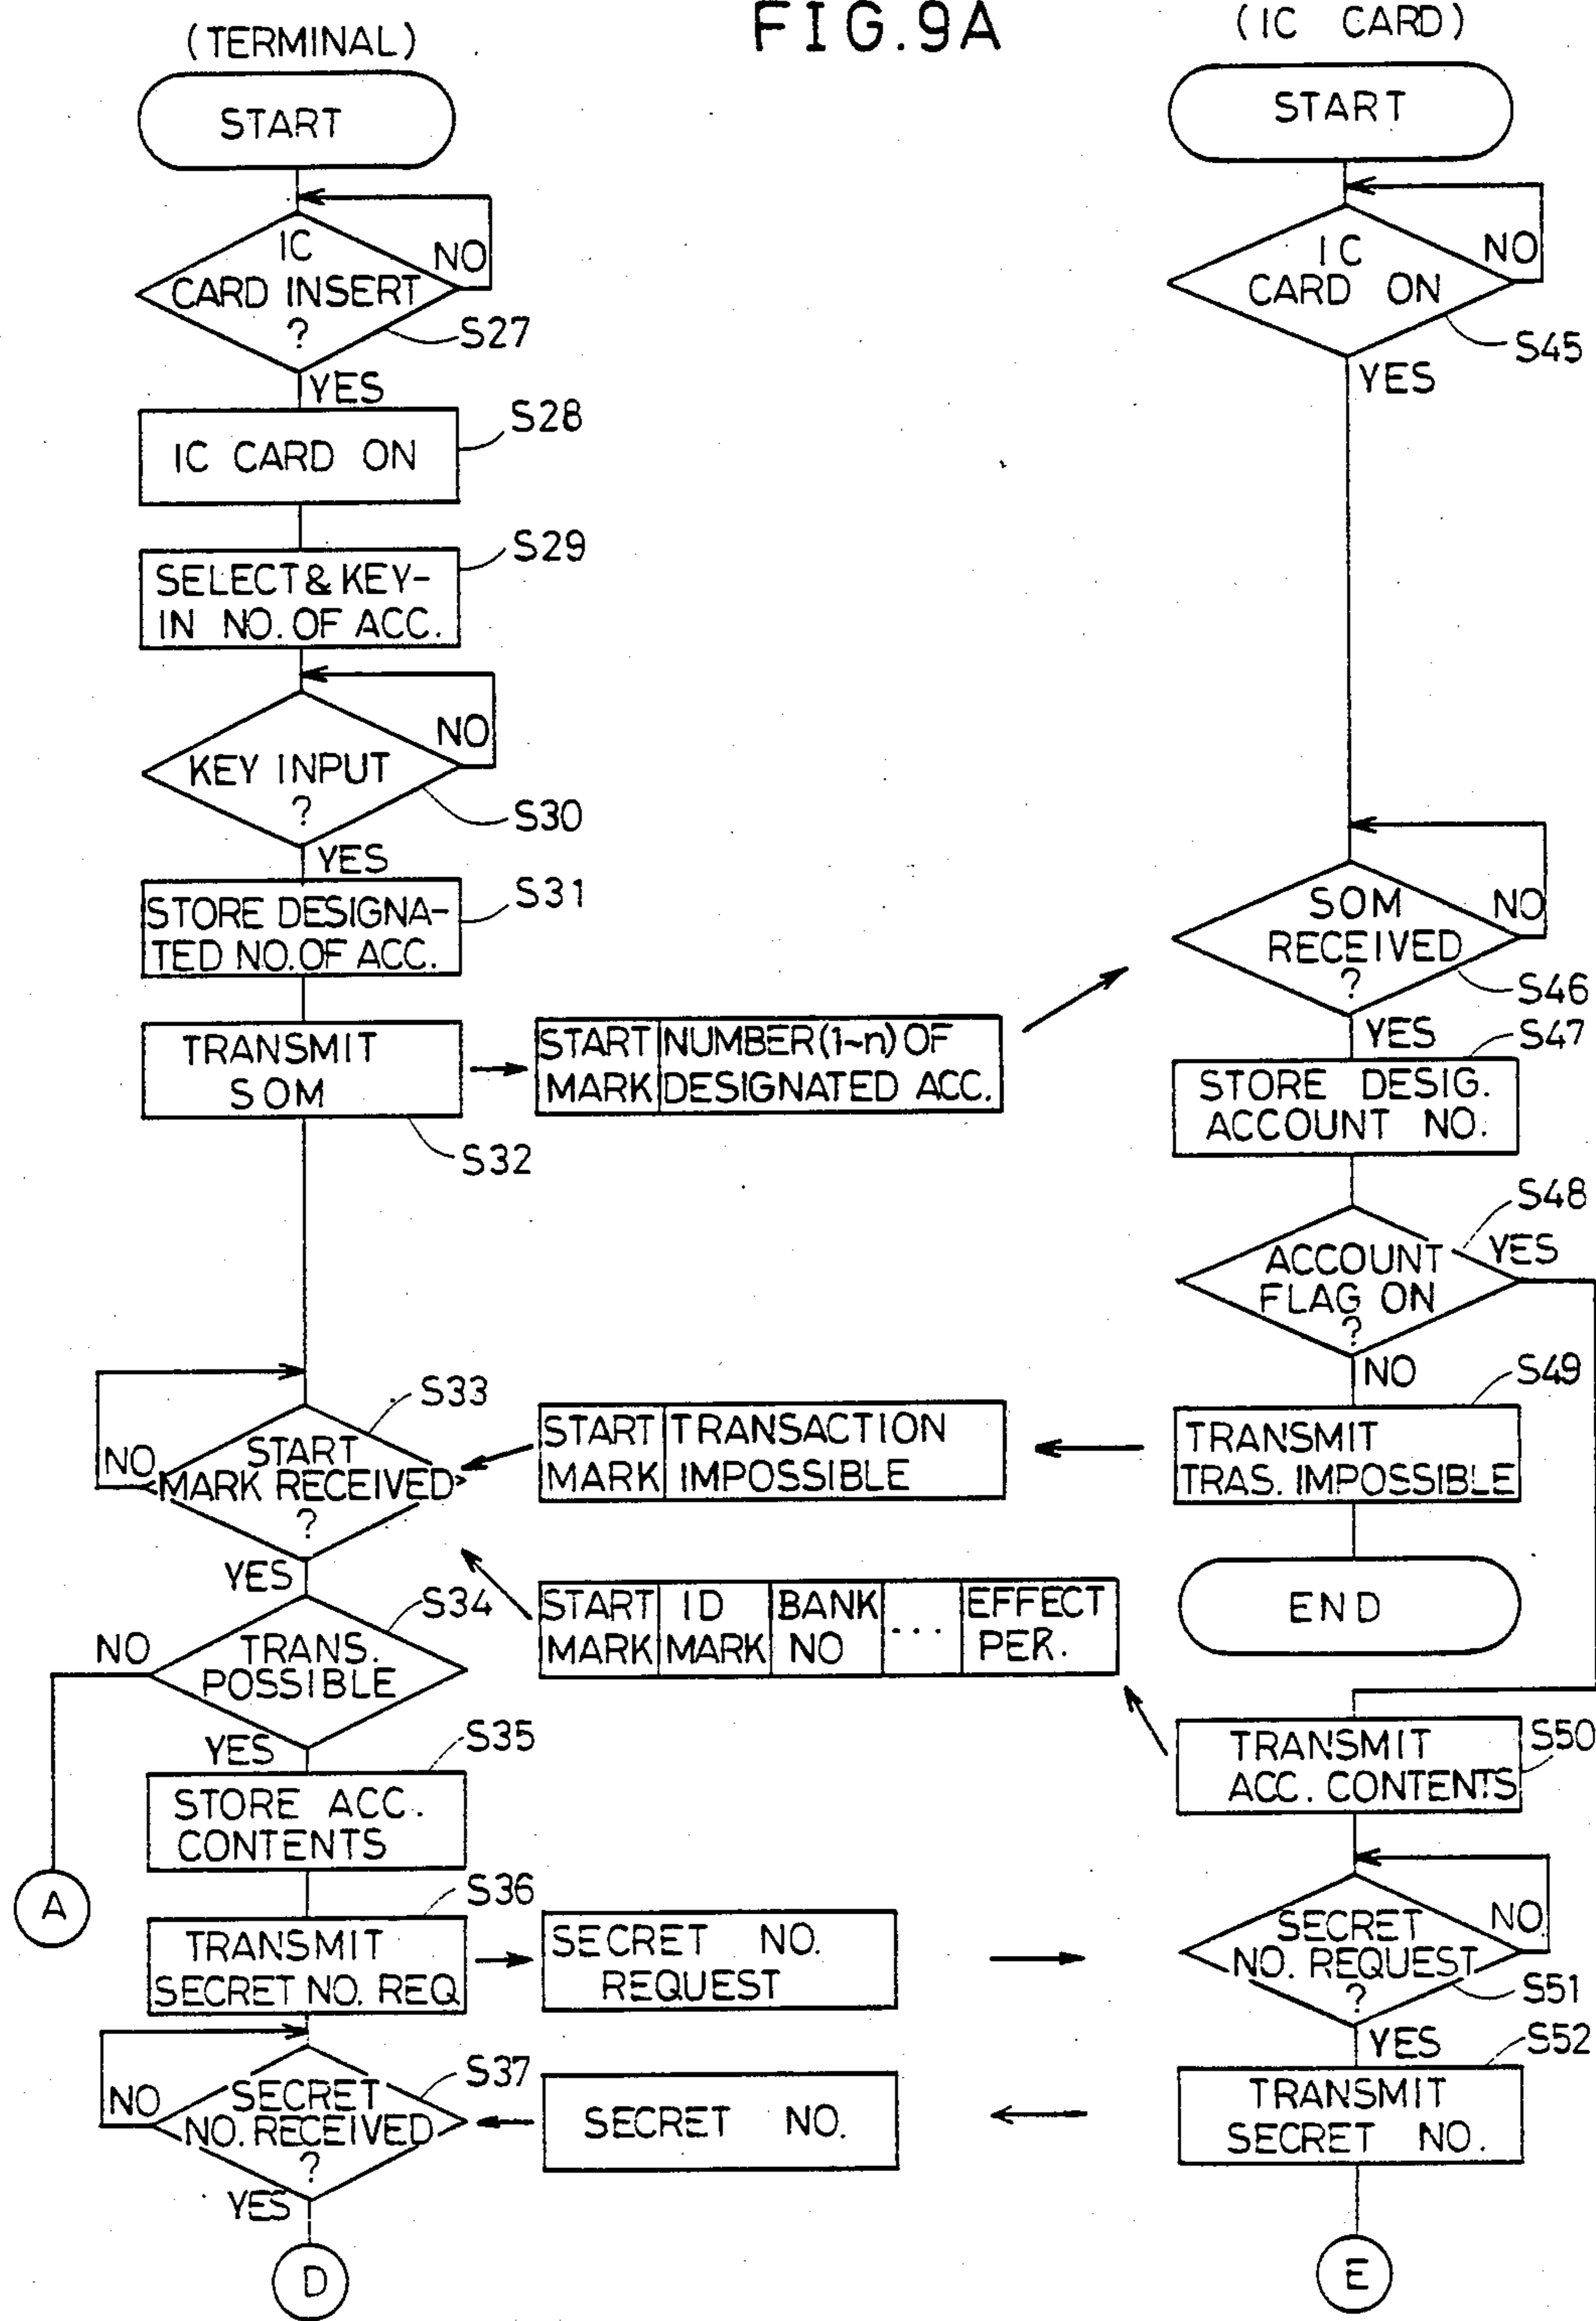 FIG.9A
(TERMINAL)
START
IC
CARD INSERT
?
NO
S27
YES
IC CARD ON
S28
SELECT & KEY-
IN NO. OF ACC.
S29
KEY INPUT
?
NO
S30
YES
STORE DESIGNA-
TED NO. OF ACC.
S31
TRANSMIT
SOM
S32
START
MARK
NUMBER (1~n) OF
DESIGNATED ACC.
START
MARK RECEIVED
?
NO
S33
YES
START
MARK
TRANSACTION
IMPOSSIBLE
START
MARK
ID
MARK
BANK
NO
...
EFFECT
PER.
TRANS.
POSSIBLE
NO
S34
YES
A
STORE ACC.
CONTENTS
S35
TRANSMIT
SECRET NO. REQ
S36
SECRET NO.
REQUEST
SECRET
NO. RECEIVED
?
NO
S37
YES
SECRET NO.
D
(IC CARD)
START
IC
CARD ON
NO
S45
YES
SOM
RECEIVED
?
NO
S46
YES
S47
STORE DESIG.
ACCOUNT NO.
S48
ACCOUNT
FLAG ON
?
YES
NO
S49
TRANSMIT
TRAS. IMPOSSIBLE
END
TRANSMIT
ACC. CONTENTS
S50
SECRET
NO. REQUEST
?
NO
S51
YES
S52
TRANSMIT
SECRET NO.
E